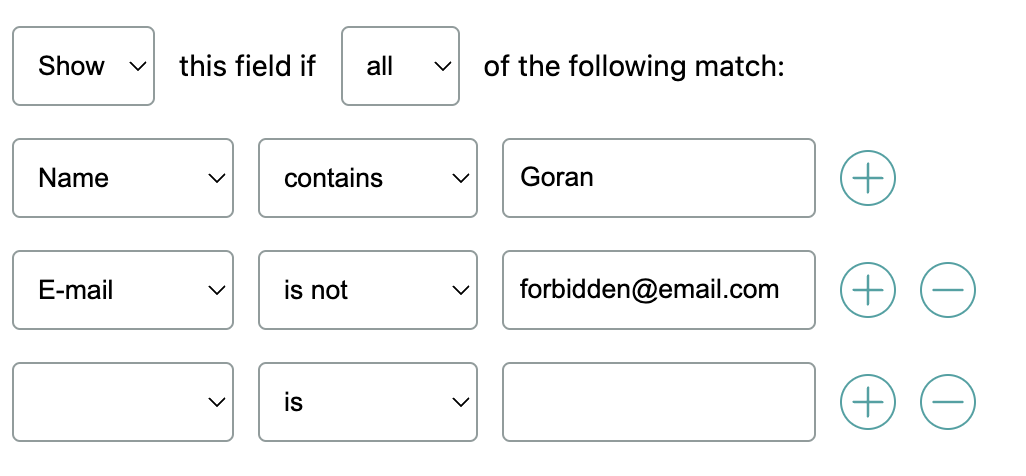 Show this field if all of the following match:
Name contains Goran
E-mail is not forbidden@email.com
is